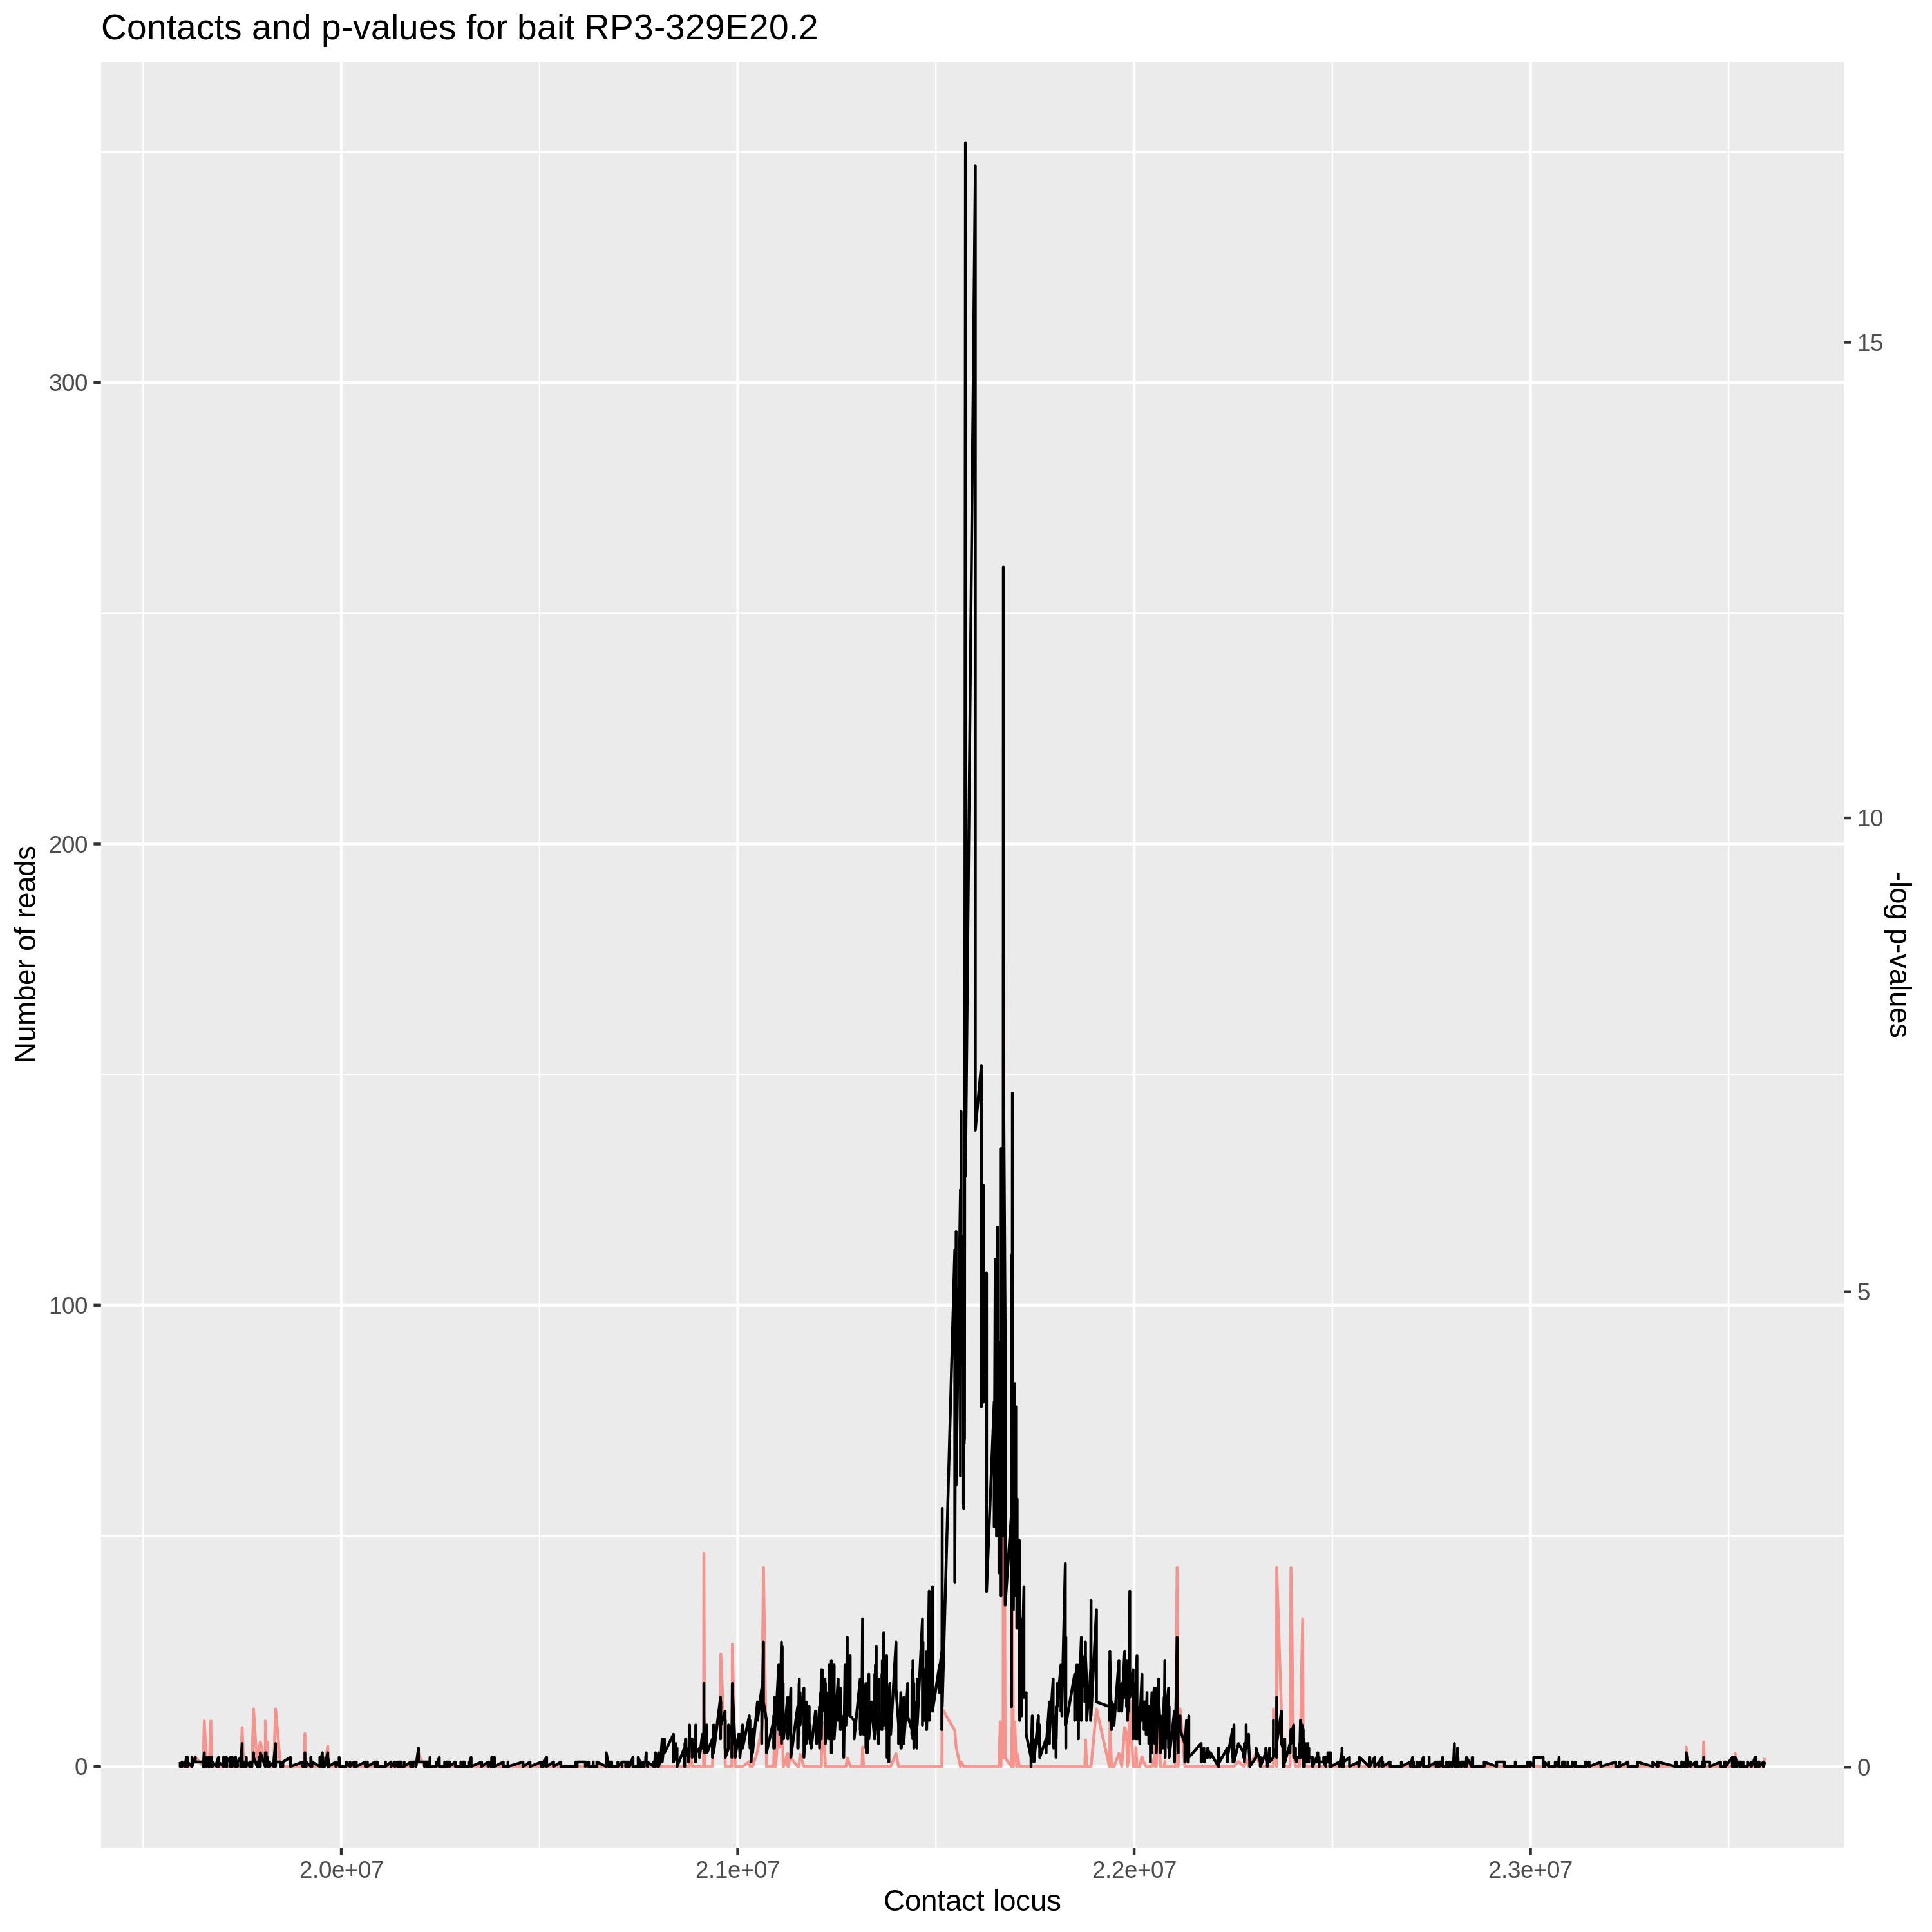 Contacts and p-values for bait RP3-329E20.2
Number of reads
300
200
100
0
15
10
5
0
-log p-values
2.0e+07 2.1e+07 2.2e+07 2.3e+07
Contact locus